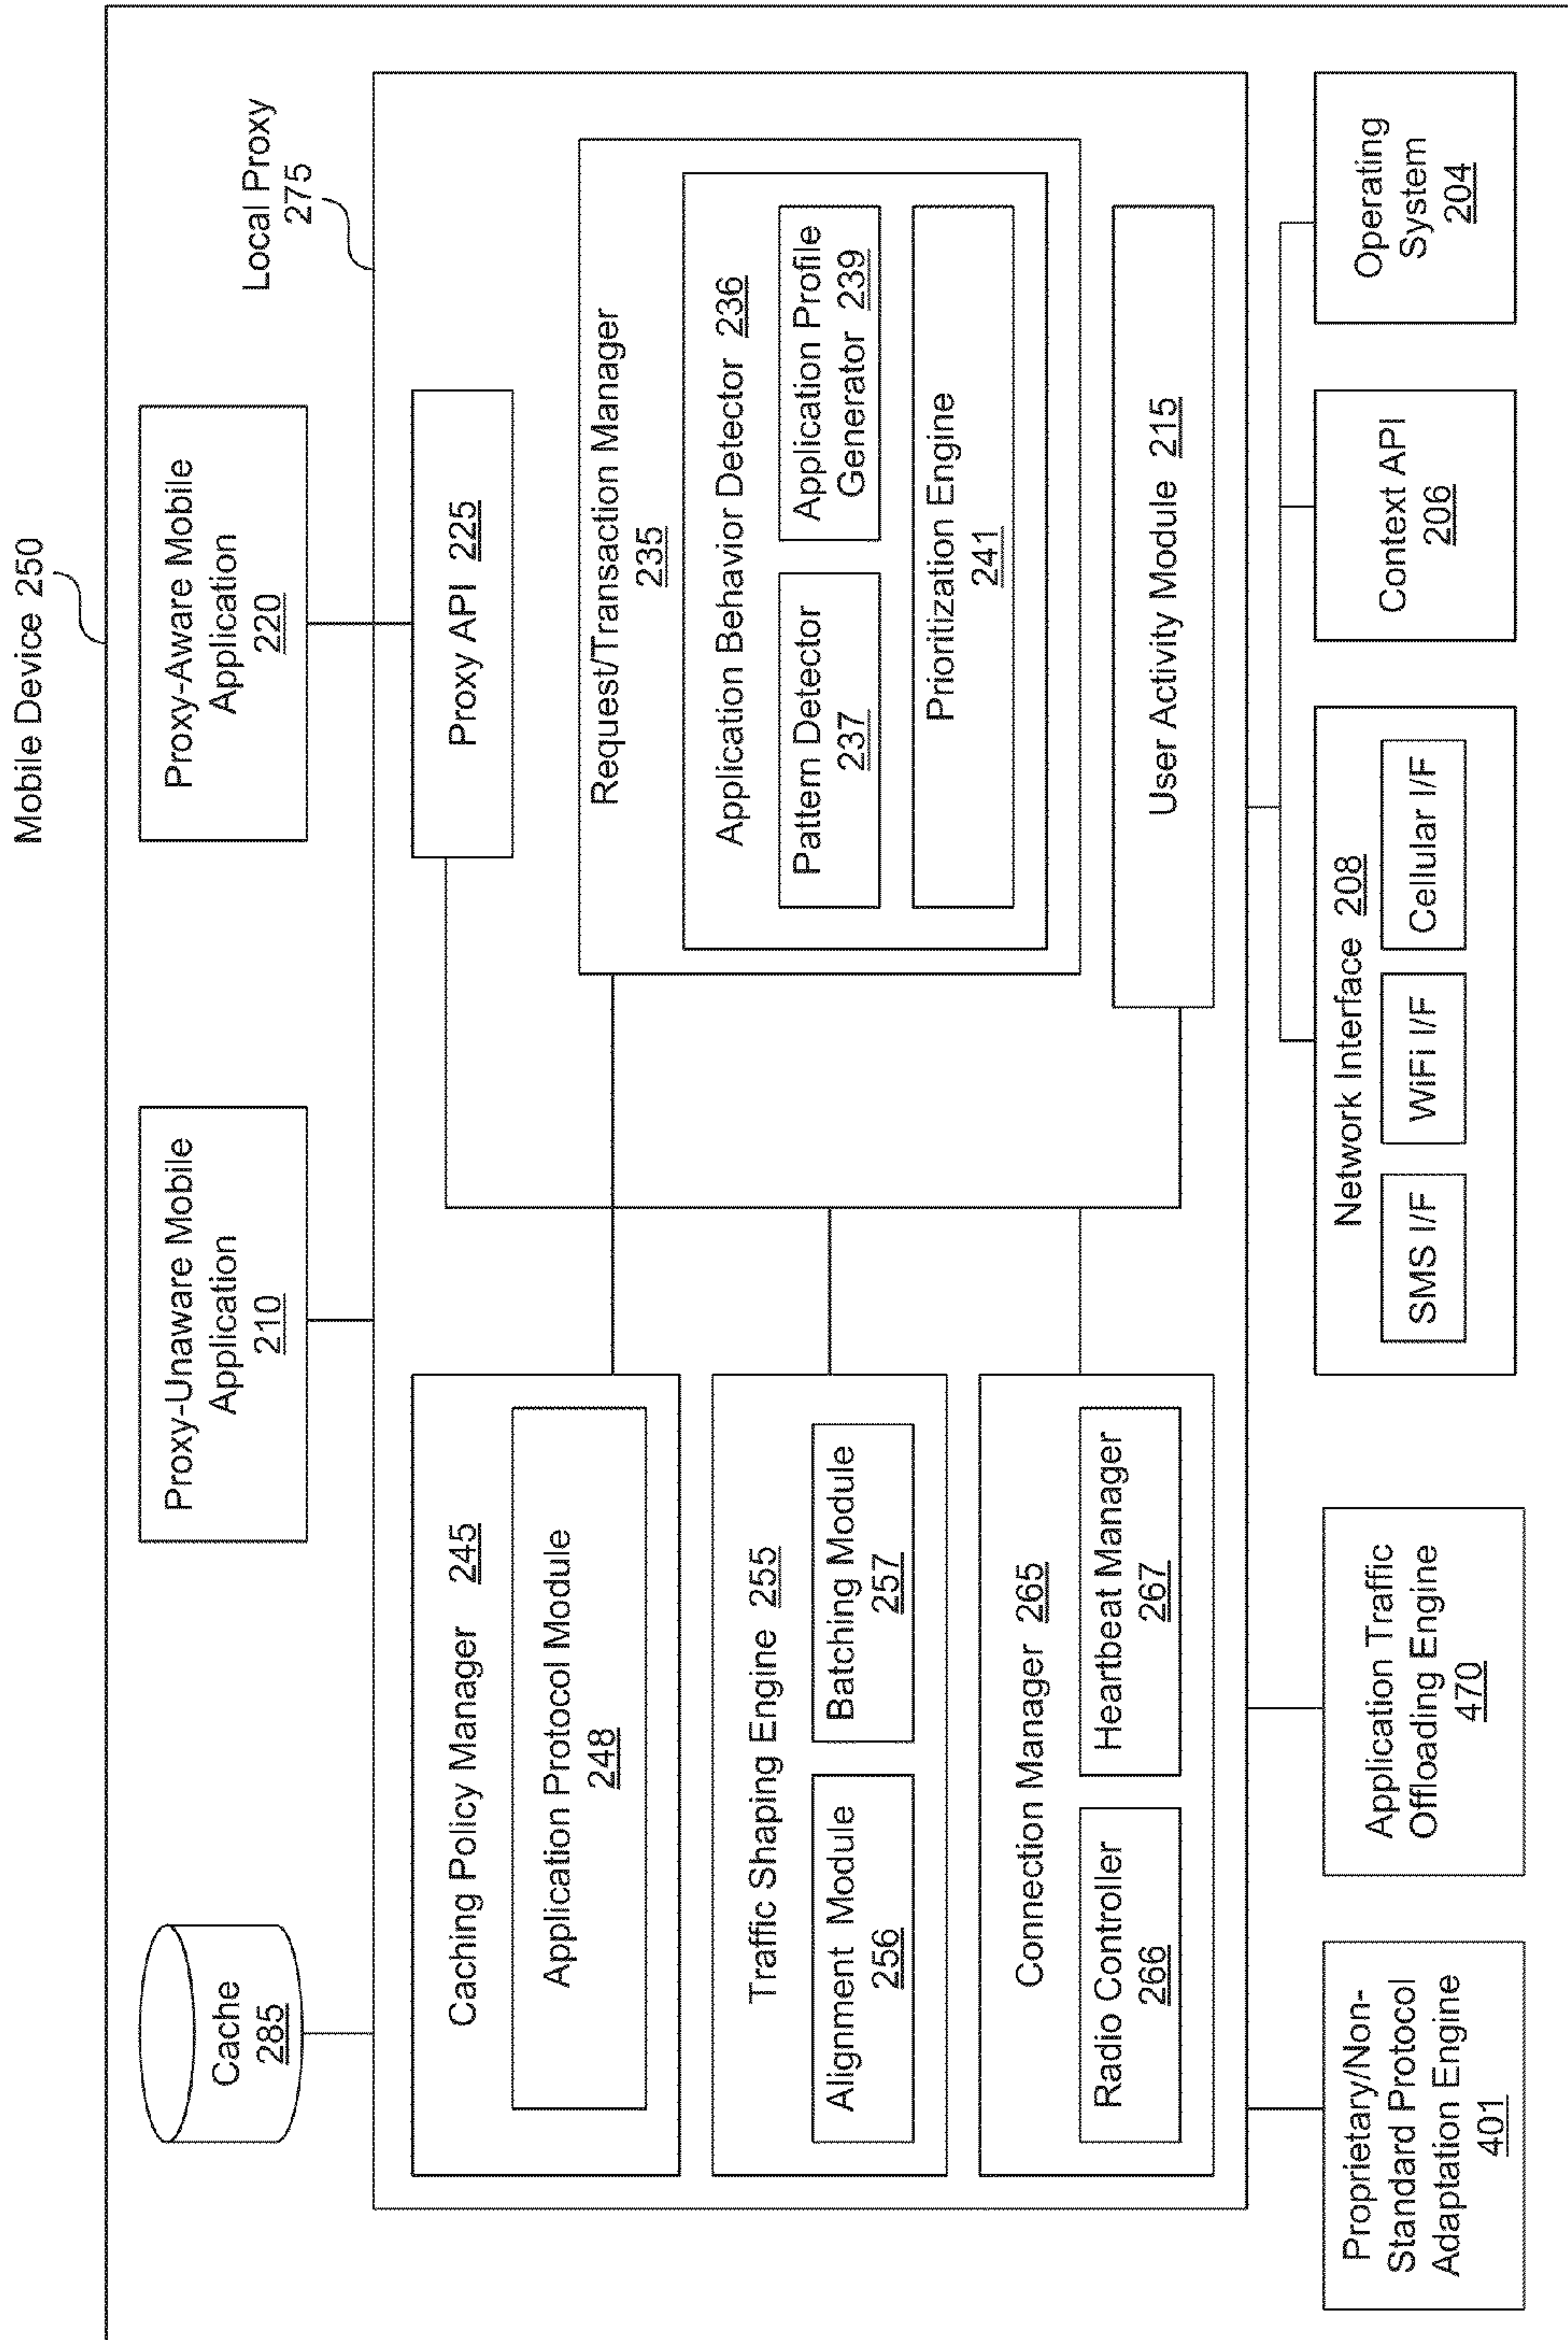 Mobile Device 250
Local Proxy
275
Cache
285
Proxy-Unaware Mobile
Application
210
Proxy-Aware Mobile
Application
220
Caching Policy Manager 245
Application Protocol Module
248
Traffic Shaping Engine 255
Alignment Module
256
Batching Module
257
Connection Manager 265
Radio Controller
266
Heartbeat Manager
267
Proxy API 225
Request/Transaction Manager
235
Application Behavior Detector 236
Pattern Detector
237
Application Profile
Generator 239
Prioritization Engine
241
User Activity Module 215
Proprietary/Non-
Standard Protocol
Adaptation Engine
401
Application Traffic
Offloading Engine
470
Network Interface 208
SMS I/F
WiFi I/F
Cellular I/F
Context API
206
Operating
System
204